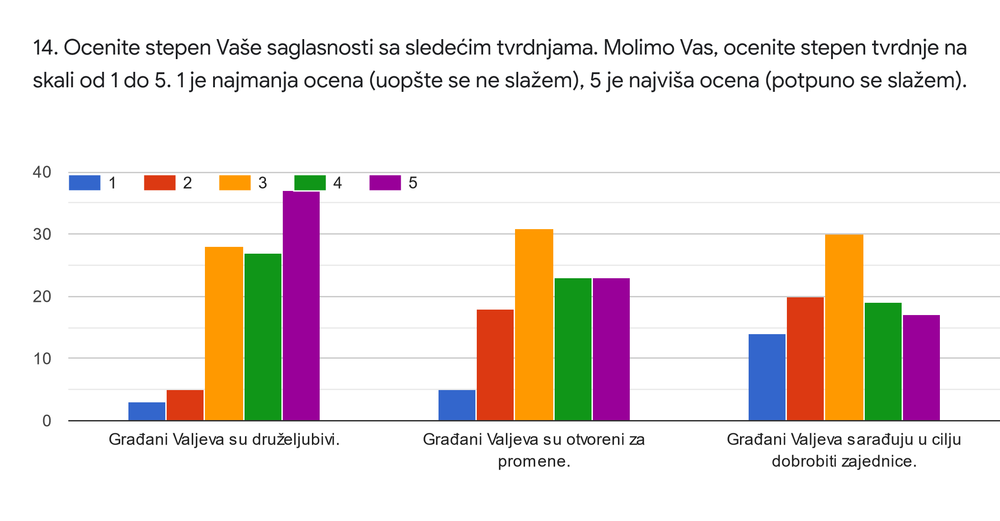 14. Ocenite stepen Vaše saglasnosti sa sledećim tvrdnjama. Molimo Vas, ocenite stepen tvrdnje na
skali od 1 do 5. 1 je najmanja ocena (uopšte se ne slažem), 5 je najviša ocena (potpuno se slažem).
40
1 2 3 4 5
30
20
10
0
Građani Valjeva su druželjubivi.
Građani Valjeva su otvoreni za
promene.
Građani Valjeva sarađuju u cilju
dobrobiti zajednice.